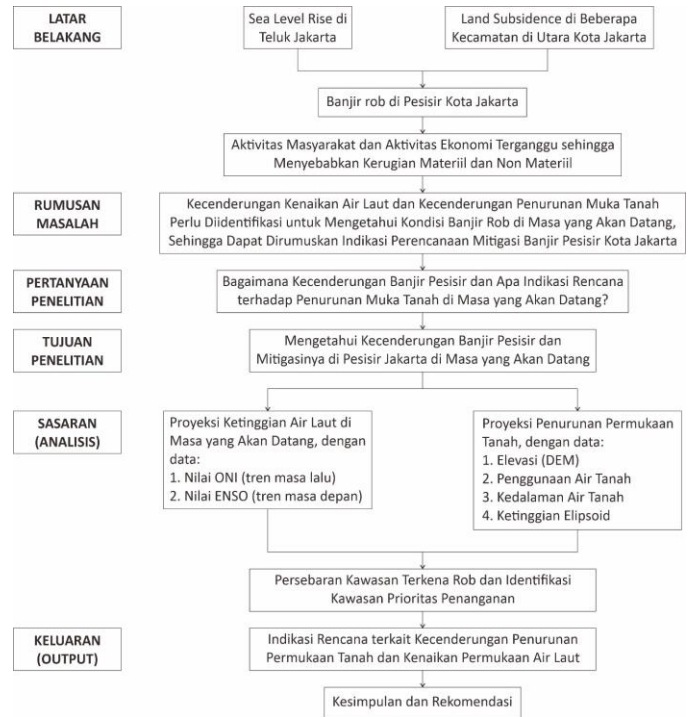 LATAR
BELAKANG
Sea Level Rise di
Teluk Jakarta
Land Subsidence di Beberapa
Kecamatan di Utara Kota Jakarta
Banjir rob di Pesisir Kota Jakarta
Aktivitas Masyarakat dan Aktivitas Ekonomi Terganggu sehingga
Menyebabkan Kerugian Materiil dan Non Materiil
RUMUSAN
MASALAH
Kecenderungan Kenaikan Air Laut dan Kecenderungan Penurunan Muka Tanah
Perlu Diidentifikasi untuk Mengetahui Kondisi Banjir Rob di Masa yang Akan Datang,
Sehingga Dapat Dirumuskan Indikasi Perencanaan Mitigasi Banjir Pesisir Kota Jakarta
PERTANYAAN
PENELITIAN
Bagaimana Kecenderungan Banjir Pesisir dan Apa Indikasi Rencana
terhadap Penurunan Muka Tanah di Masa yang Akan Datang?
TUJUAN
PENELITIAN
Mengetahui Kecenderungan Banjir Pesisir dan
Mitigasinya di Pesisir Jakarta di Masa yang Akan Datang
SASARAN
(ANALISIS)
Proyeksi Ketinggian Air Laut di
Masa yang Akan Datang, dengan
data:
1. Nilai ONI (tren masa lalu)
2. Nilai ENSO (tren masa depan)
Proyeksi Penurunan Permukaan
Tanah, dengan data:
1. Elevasi (DEM)
2. Penggunaan Air Tanah
3. Kedalaman Air Tanah
4. Ketinggian Elipsoid
Persebaran Kawasan Terkena Rob dan Identifikasi
Kawasan Prioritas Penanganan
KELUARAN
(OUTPUT)
Indikasi Rencana terkait Kecenderungan Penurunan
Permukaan Tanah dan Kenaikan Permukaan Air Laut
Kesimpulan dan Rekomendasi